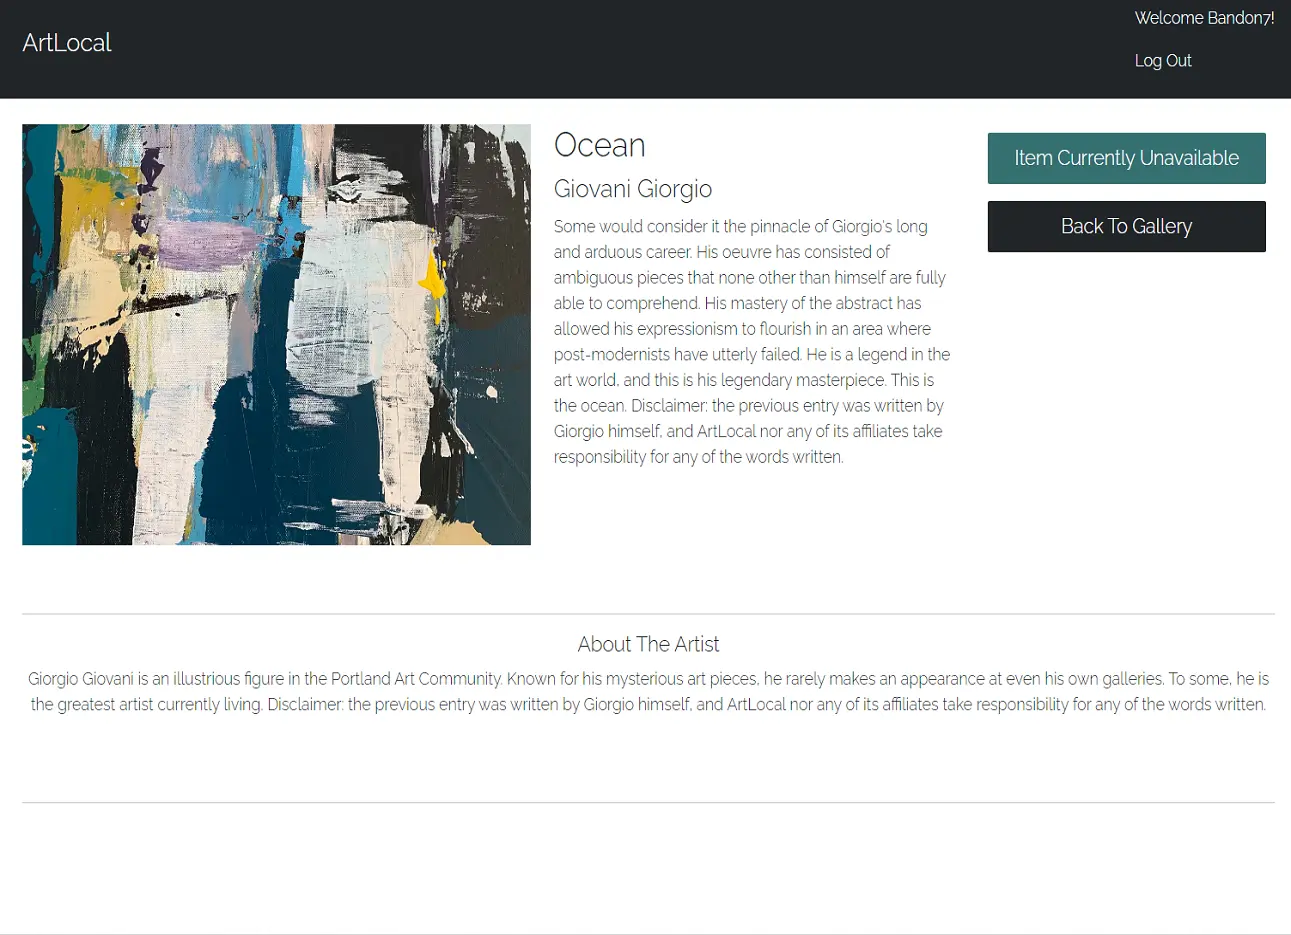 ArtLocal
Welcome Bandon7!
Log Out
Ocean
Giovani Giorgio
Some would consider it the pinnacle of Giorgio's long
and arduous career. His oeuvre has consisted of
ambiguous pieces that none other than himself are fully
able to comprehend. His mastery of the abstract has
allowed his expressionism to flourish in an area where
post-modernists have utterly failed. He is a legend in the
art world, and this is his legendary masterpiece. This is
the ocean. Disclaimer: the previous entry was written by
Giorgio himself, and ArtLocal nor any of its affiliates take
responsibility for any of the words written.
Item Currently Unavailable
Back To Gallery
About The Artist
Giorgio Giovani is an illustrious figure in the Portland Art Community. Known for his mysterious art pieces, he rarely makes an appearance at even his own galleries. To some, he is
the greatest artist currently living. Disclaimer: the previous entry was written by Giorgio himself, and ArtLocal nor any of its affiliates take responsibility for any of the words written.